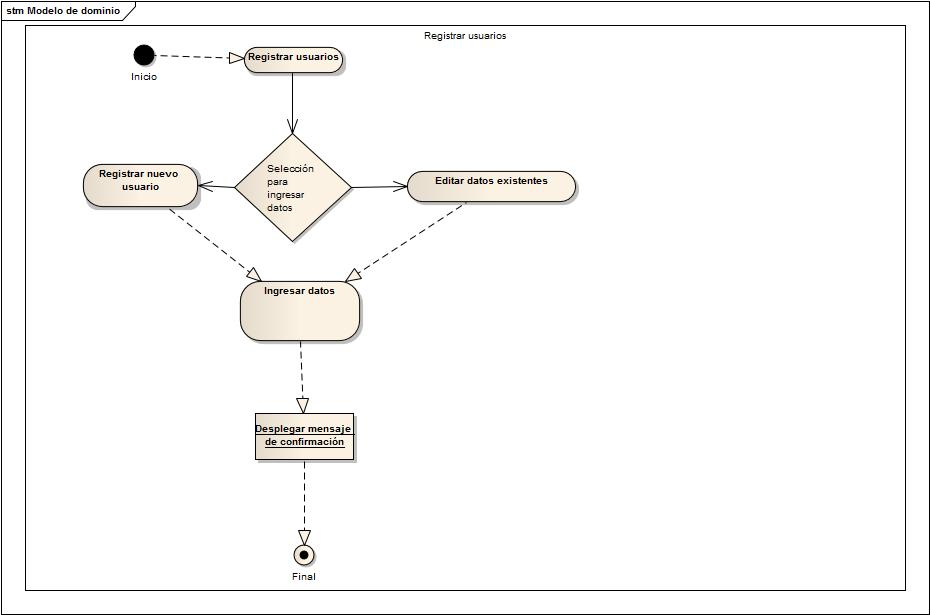 stm Modelo de dominio
Registrar usuarios
Registrar usuarios
Inicio
Selección
para
ingresar
datos
Registrar nuevo
usuario
Editar datos existentes
Ingresar datos
Desplegar mensaje
de confirmación
Final